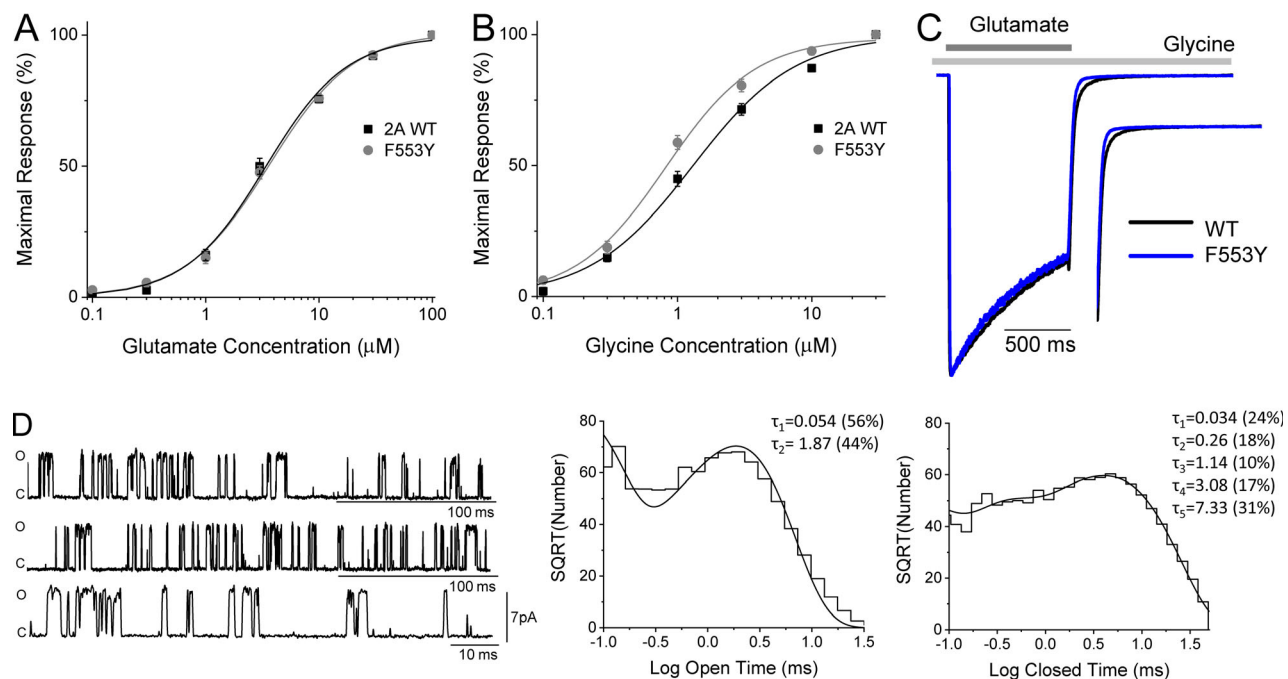 A
Maximal Response (%)
100
50
0
2A WT
F553Y
0.1
1
10
100
Glutamate Concentration (μM)
B
Maximal Response (%)
100
50
0
2A WT
F553Y
0.1
1
10
Glycine Concentration (μM)
C
Glutamate
Glycine
WT
F553Y
500 ms
D
O
C
100 ms
O
C
100 ms
O
C
7pA
10 ms
SQRT(Number)
80
60
40
20
0
τ1=0.054 (56%)
τ2= 1.87 (44%)
-1.0 -0.5 0.0 0.5 1.0 1.5
Log Open Time (ms)
SQRT(Number)
80
60
40
20
0
τ1=0.034 (24%)
τ2=0.26 (18%)
τ3=1.14 (10%)
τ4=3.08 (17%)
τ5=7.33 (31%)
-1.0 -0.5 0.0 0.5 1.0 1.5
Log Closed Time (ms)